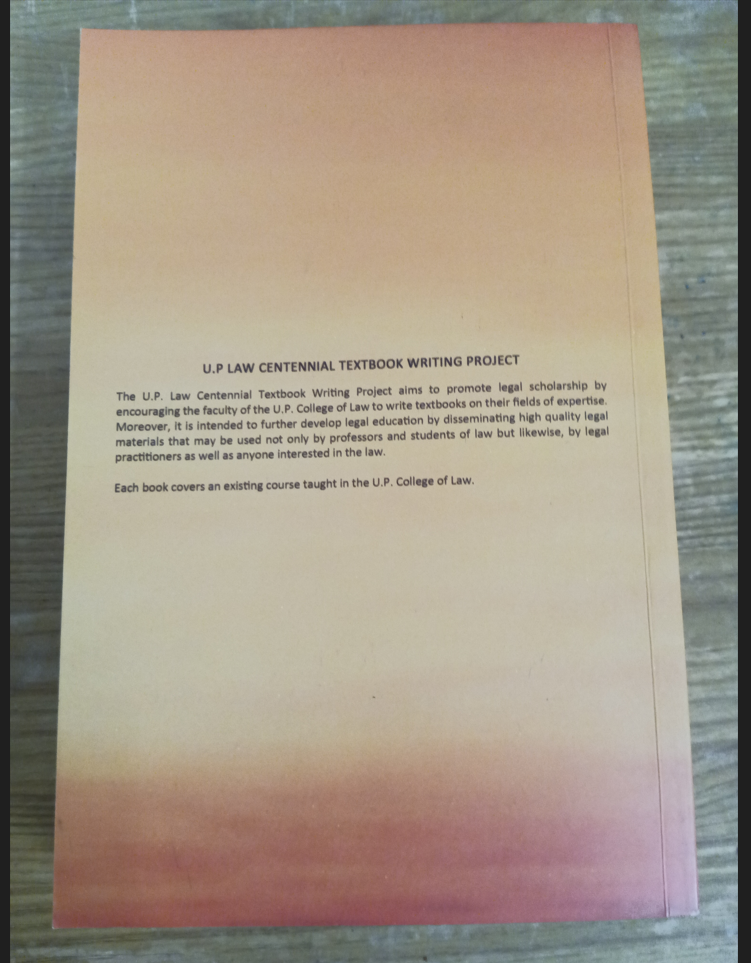 U.P LAW CENTENNIAL TEXTBOOK WRITING PROJECT
The U.P. Law Centennial Textbook Writing Project aims to promote legal scholarship by
encouraging the faculty of the U.P. College of Law to write textbooks on their fields of expertise.
Moreover, it is intended to further develop legal education by disseminating high quality legal
materials that may be used not only by professors and students of law but likewise, by legal
practitioners as well as anyone interested in the law.
Each book covers an existing course taught in the U.P. College of Law.